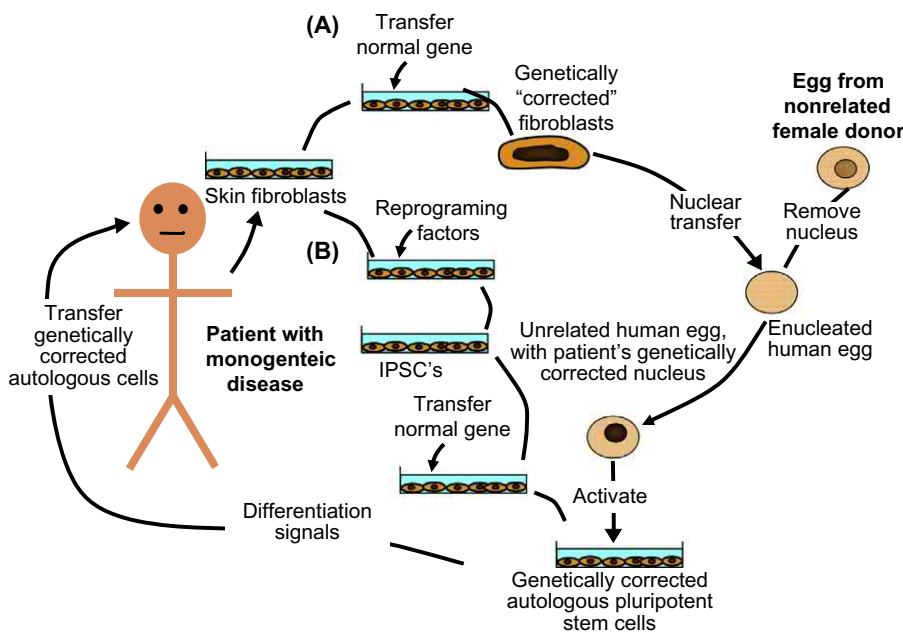 (A)
Transfer
normal gene
Genetically
“corrected”
fibroblasts
Egg from
nonrelated
female donor
Skin fibroblasts
Nuclear
transfer
Remove
nucleus
(B)
Reprograming
factors
Transfer
genetically
corrected
autologous cells
Patient with
monogenteic
disease
IPSC’s
Unrelated human egg,
with patient’s genetically
corrected nucleus
Enucleated
human egg
Transfer
normal gene
Activate
Differentiation
signals
Genetically corrected
autologous pluripotent
stem cells